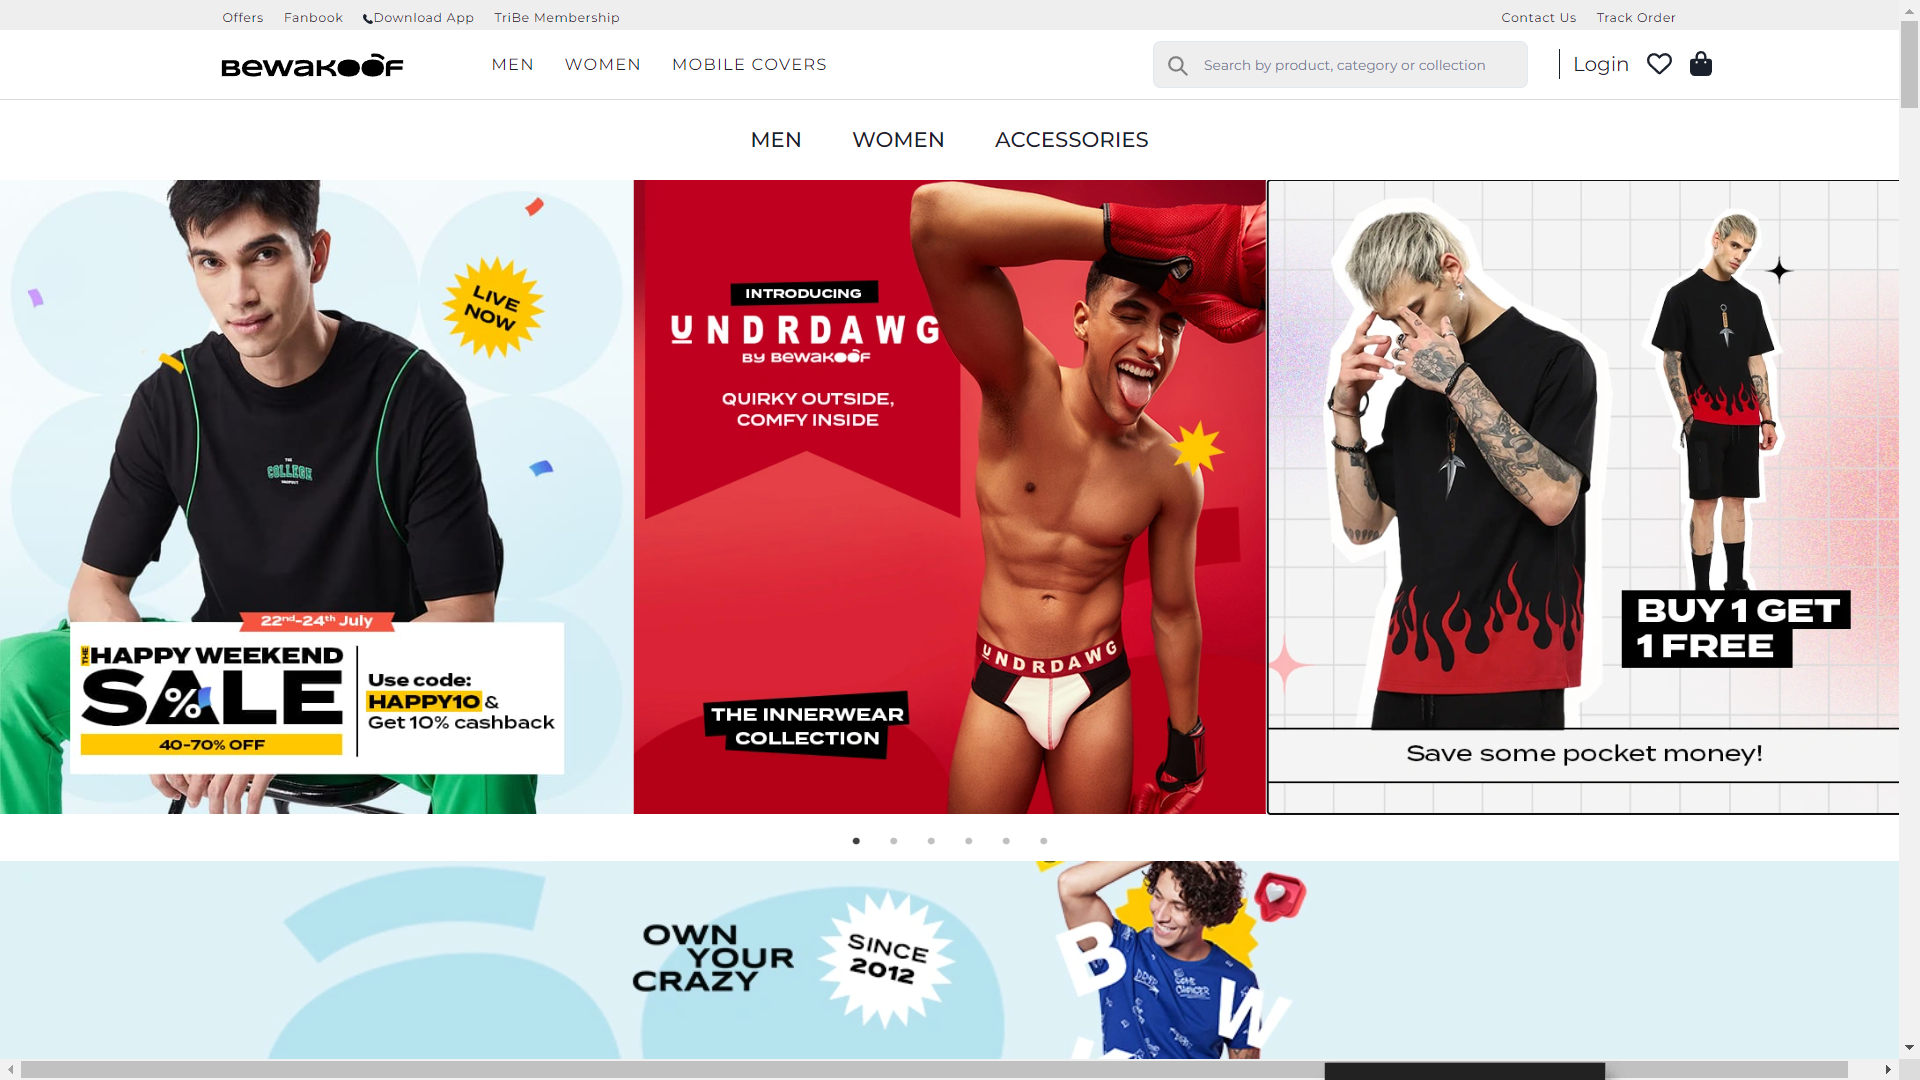 Offers Fanbook Download App TriBe Membership Contact Us Track Order
BEWAKOOF MEN WOMEN MOBILE COVERS Search by product, category or collection Login
MEN WOMEN ACCESSORIES
LIVE
NOW
THE
COLLEGE
22nd-24th July
THE HAPPY WEEKEND
SALE
%
40-70% OFF
Use code:
HAPPY10 &
Get 10% cashback
INTRODUCING
UNDRDAWG
BY BEWAKOOF
QUIRKY OUTSIDE,
COMFY INSIDE
UNDRDAWG
THE INNERWEAR
COLLECTION
BUY 1 GET
1 FREE
Save some pocket money!
OWN
YOUR
CRAZY
SINCE
2012
B
W